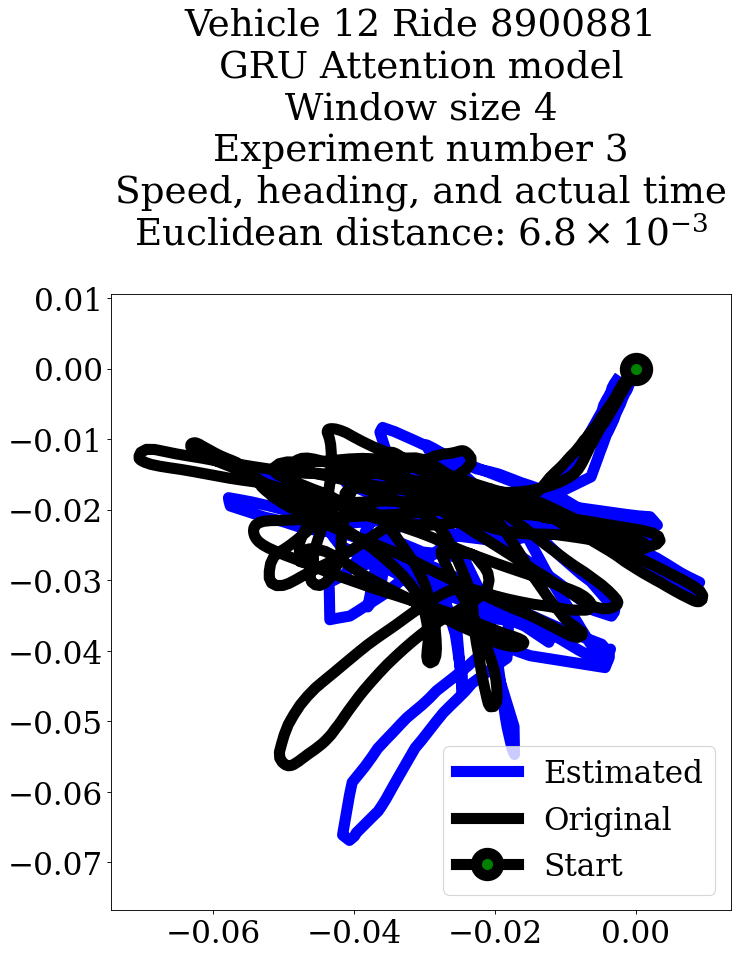 Vehicle 12 Ride 8900881
GRU Attention model
Window size 4
Experiment number 3
Speed, heading, and actual time
Euclidean distance: 6.8 × 10⁻³
0.01
0.00
−0.01
−0.02
−0.03
−0.04
−0.05
−0.06
−0.07
Estimated
Original
Start
−0.06 −0.04 −0.02 0.00